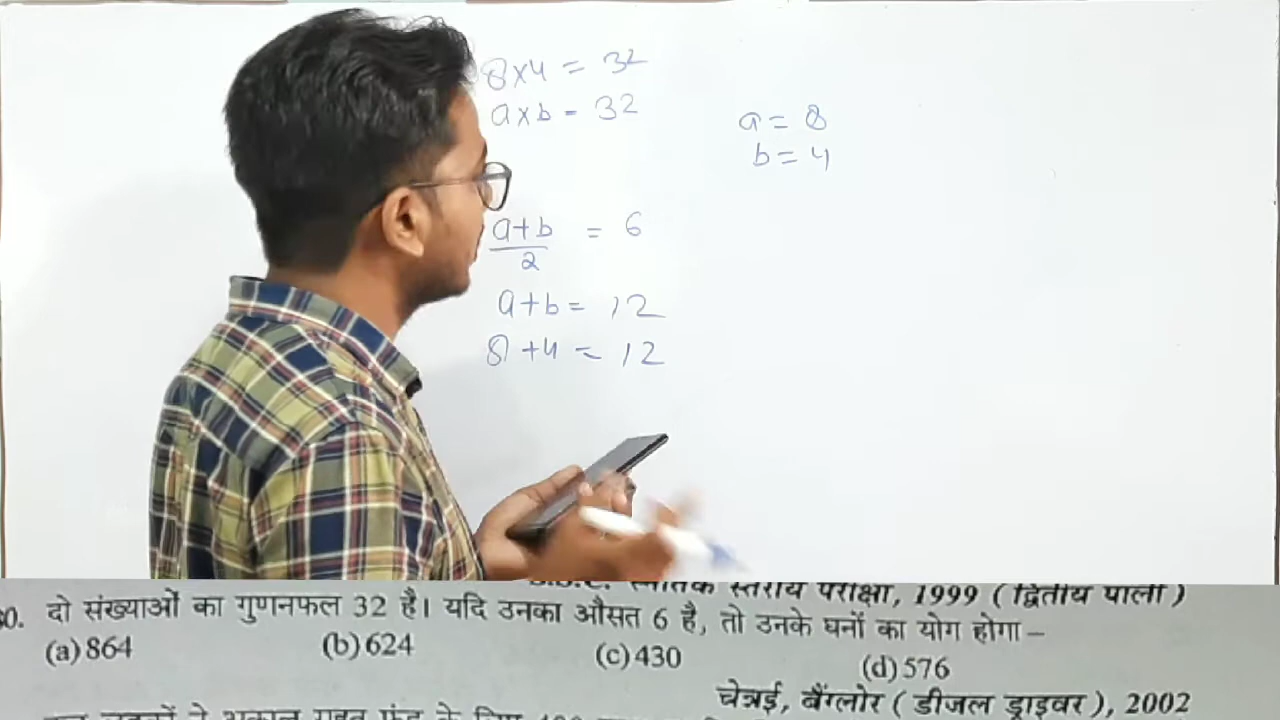 8×4 = 32
a×b = 32
a = 8
b = 4
a+b = 6
2
a+b = 12
8+4 = 12
स्नातक स्तरीय परीक्षा, 1999 ( द्वितीय पाली )
दो संख्याओं का गुणनफल 32 है। यदि उनका औसत 6 है, तो उनके घनों का योग होगा –
(a) 864 (b) 624 (c) 430 (d) 576
चेन्नई, बैंग्लोर ( डीजल ड्राइवर ), 2002